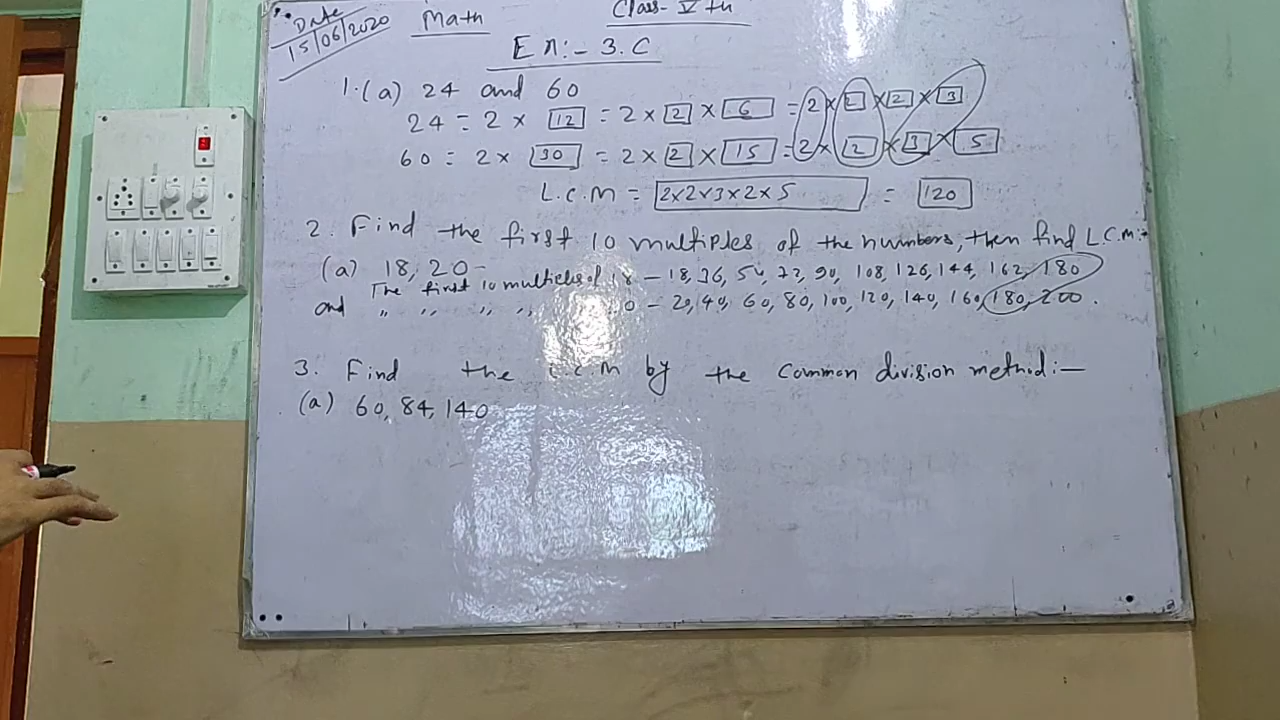 Date
15/06/2020
Math
Class- Vth
Ex:- 3.C
1.(a) 24 and 60
24 = 2 × 12 = 2 × 2 × 6 = 2 × 2 × 2 × 3
60 = 2 × 30 = 2 × 2 × 15 = 2 × 2 × 3 × 5
L.C.M = 2×2×3×2×5 = 120
2. Find the first 10 multiples of the numbers, then find L.C.M:-
(a) 18, 20-
The first 10 multiples of 18 - 18, 36, 54, 72, 90, 108, 126, 144, 162, 180
and " " " " 0 - 20, 40, 60, 80, 100, 120, 140, 160, 180, 200.
3. Find the L.C.M by the Common division method:-
(a) 60, 84, 140